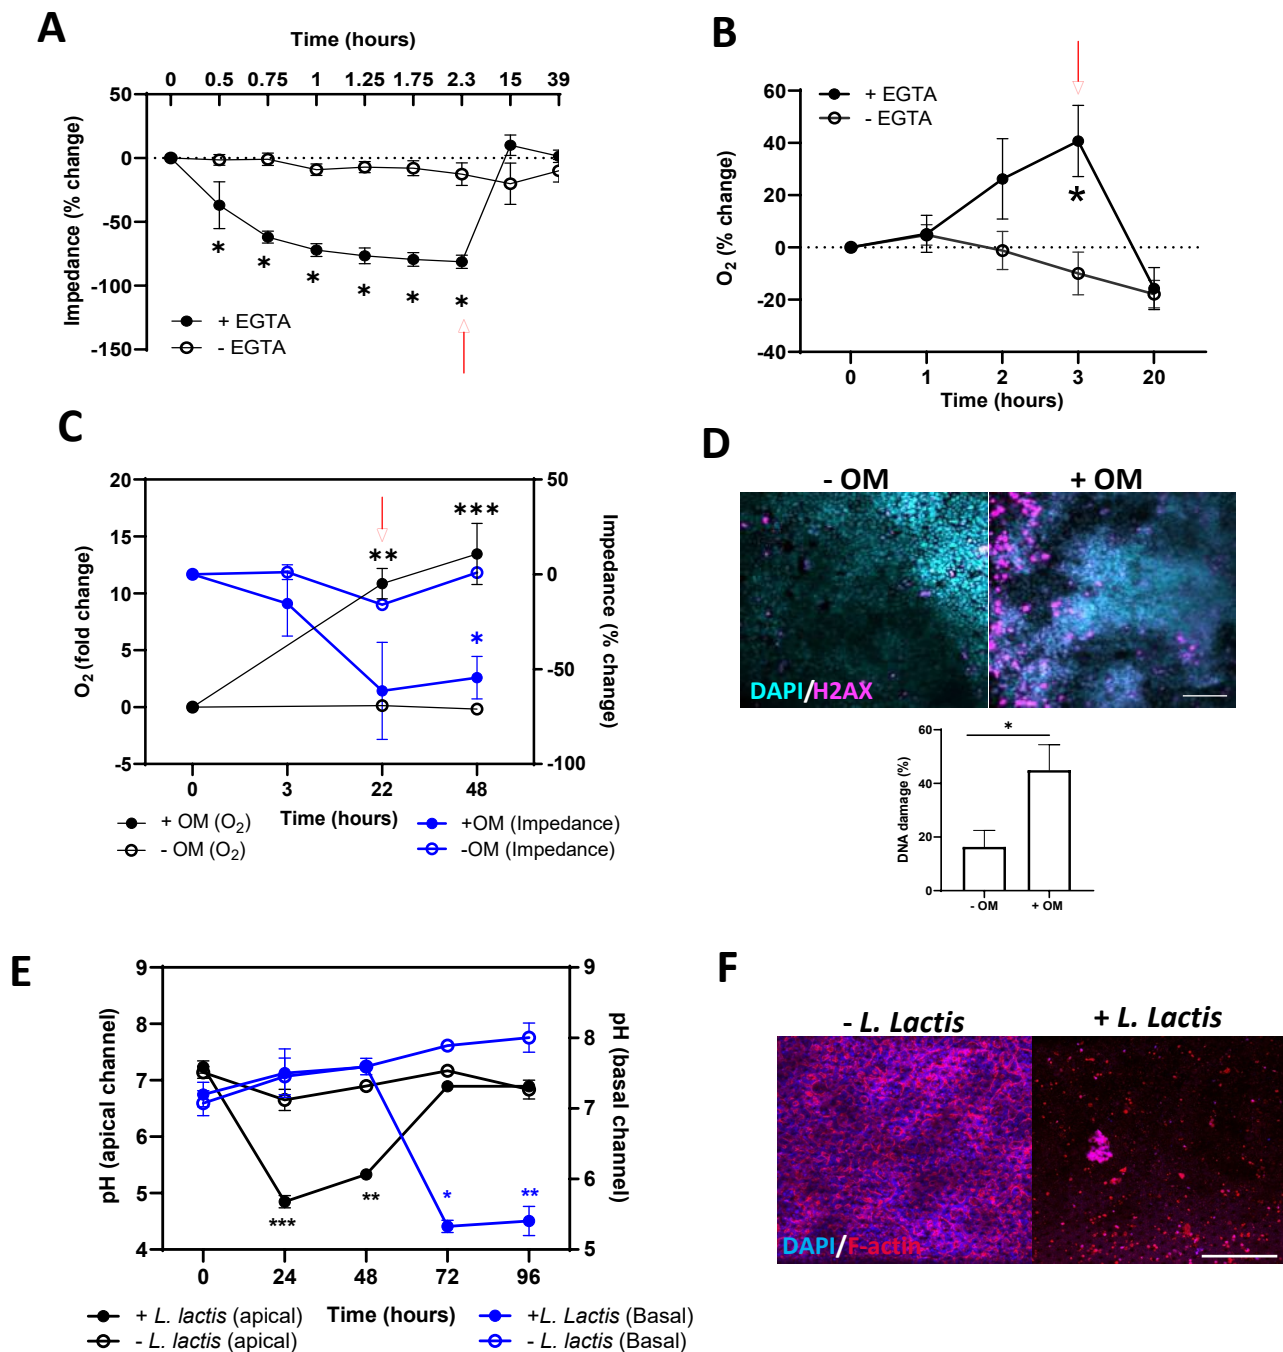 A
Time (hours)
0 0.5 0.75 1 1.25 1.75 2.3 15 39
50
0
-50
-100
-150
Impedance (% change)
* * * * * *
+ EGTA
- EGTA
B
60
40
20
0
-20
-40
O2 (% change)
+ EGTA
- EGTA
*
0 1 2 3 20
Time (hours)
C
20
15
10
5
0
-5
O2 (fold change)
50
0
-50
-100
Impedance (% change)
** ***
*
0 3 22 48
Time (hours)
+ OM (O2)
- OM (O2)
+OM (Impedance)
-OM (Impedance)
D
- OM + OM
DAPI/H2AX
60
40
20
0
DNA damage (%)
*
- OM + OM
E
9
8
7
6
5
4
pH (apical channel)
9
8
7
6
5
pH (basal channel)
*** ** * **
0 24 48 72 96
Time (hours)
+ L. lactis (apical)
- L. lactis (apical)
+L. Lactis (Basal)
- L. lactis (Basal)
F
- L. Lactis + L. Lactis
DAPI/F-actin